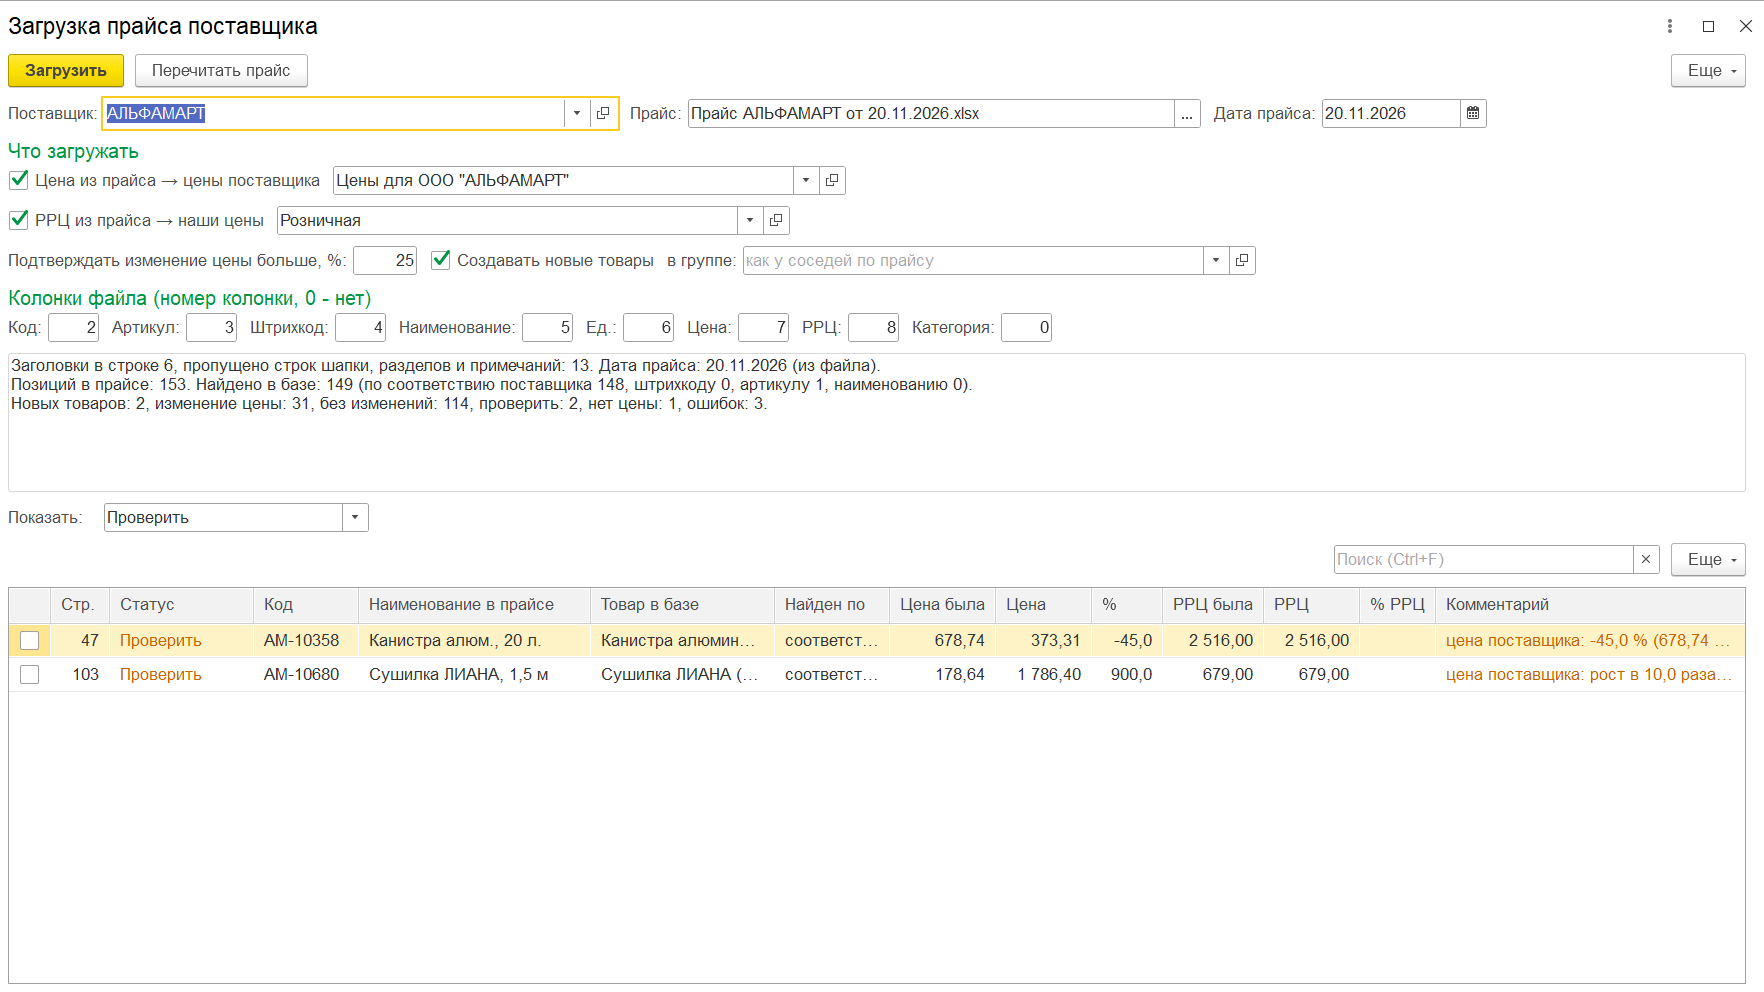 Загрузка прайса поставщика
Загрузить Перечитать прайс Еще
Поставщик: АЛЬФАМАРТ Прайс: Прайс АЛЬФАМАРТ от 20.11.2026.xlsx ... Дата прайса: 20.11.2026
Что загружать
Цена из прайса → цены поставщика Цены для ООО "АЛЬФАМАРТ"
РРЦ из прайса → наши цены Розничная
Подтверждать изменение цены больше, %: 25 Создавать новые товары в группе: как у соседей по прайсу
Колонки файла (номер колонки, 0 - нет)
Код: 2 Артикул: 3 Штрихкод: 4 Наименование: 5 Ед.: 6 Цена: 7 РРЦ: 8 Категория: 0
Заголовки в строке 6, пропущено строк шапки, разделов и примечаний: 13. Дата прайса: 20.11.2026 (из файла).
Позиций в прайсе: 153. Найдено в базе: 149 (по соответствию поставщика 148, штрихкоду 0, артикулу 1, наименованию 0).
Новых товаров: 2, изменение цены: 31, без изменений: 114, проверить: 2, нет цены: 1, ошибок: 3.
Показать: Проверить
Поиск (Ctrl+F) × Еще
Стр. Статус Код Наименование в прайсе Товар в базе Найден по Цена была Цена % РРЦ была РРЦ % РРЦ Комментарий
47 Проверить АМ-10358 Канистра алюм., 20 л. Канистра алюмин... соответст... 678,74 373,31 -45,0 2 516,00 2 516,00 цена поставщика: -45,0 % (678,74 ...
103 Проверить АМ-10680 Сушилка ЛИАНА, 1,5 м Сушилка ЛИАНА (... соответст... 178,64 1 786,40 900,0 679,00 679,00 цена поставщика: рост в 10,0 раза...